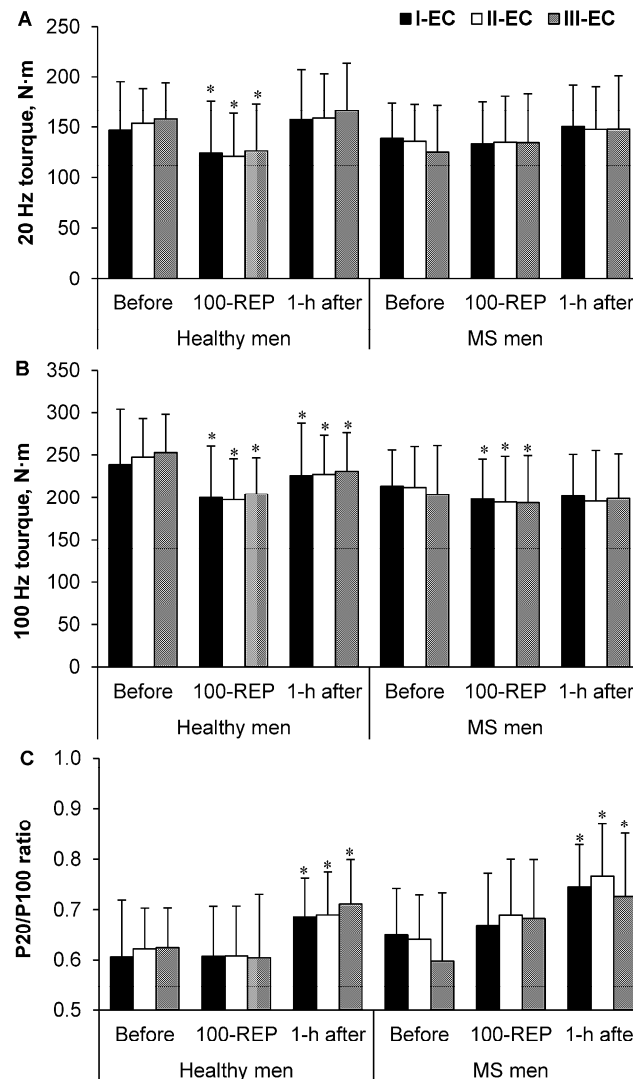 A
I-EC II-EC III-EC
20 Hz tourque, N·m
250
200
150
100
50
0
* * *
Before 100-REP 1-h after Before 100-REP 1-h after
Healthy men MS men
B
100 Hz tourque, N·m
350
300
250
200
150
100
50
0
* * * * * * * * *
Before 100-REP 1-h after Before 100-REP 1-h after
Healthy men MS men
C
P20/P100 ratio
1.0
0.9
0.8
0.7
0.6
0.5
* * * * * *
Before 100-REP 1-h after Before 100-REP 1-h after
Healthy men MS men